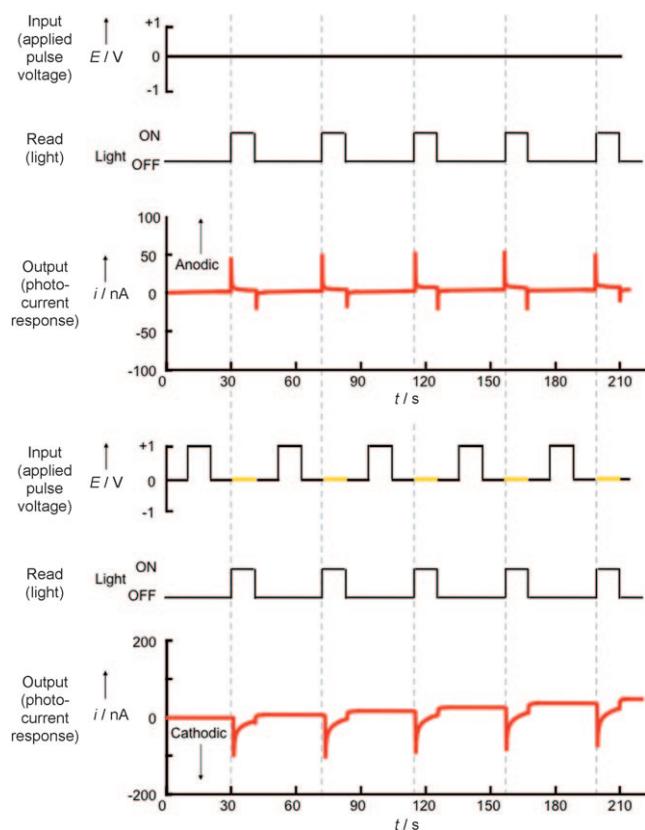 Input
(applied
pulse
voltage)
E / V
+1
0
-1
Read
(light)
Light
ON
OFF
Output
(photo-
current
response)
i / nA
100
50
0
-50
-100
Anodic
0
30
60
90
120
150
180
210
t / s
Input
(applied
pulse
voltage)
E / V
+1
0
-1
Read
(light)
Light
ON
OFF
Output
(photo-
current
response)
i / nA
200
0
-200
Cathodic
0
30
60
90
120
150
180
210
t / s